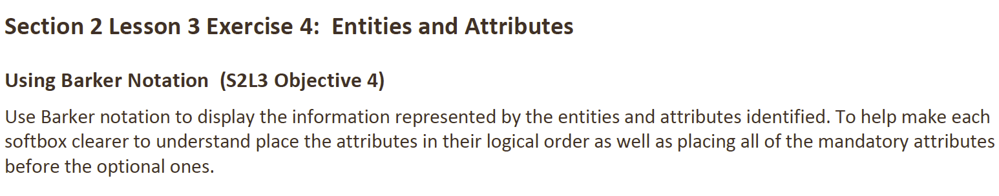 Section 2 Lesson 3 Exercise 4:  Entities and Attributes
Using Barker Notation  (S2L3 Objective 4)
Use Barker notation to display the information represented by the entities and attributes identified. To help make each
softbox clearer to understand place the attributes in their logical order as well as placing all of the mandatory attributes
before the optional ones.